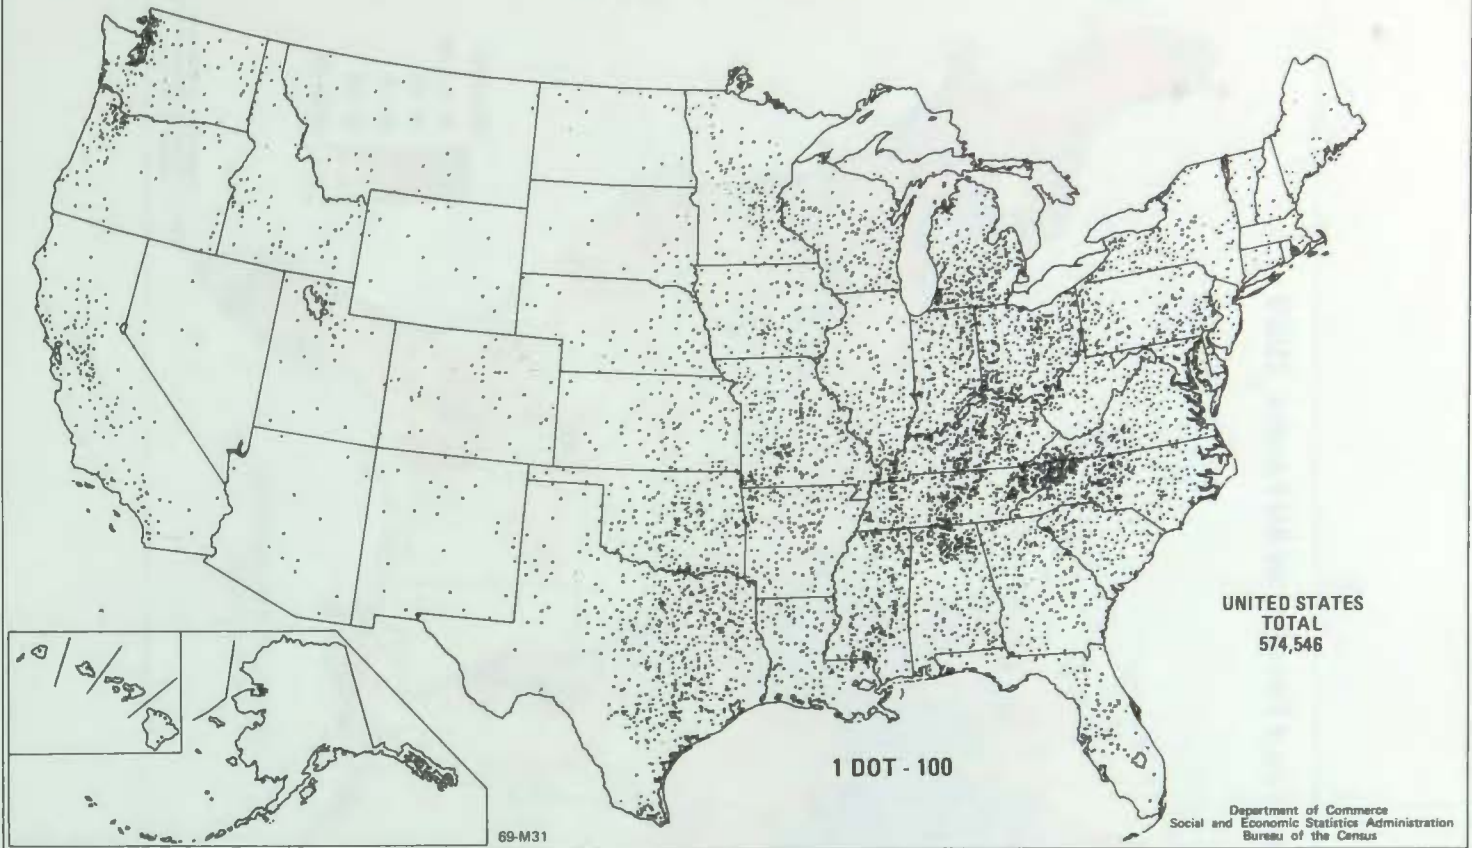 UNITED STATES
TOTAL
574,546
1 DOT - 100
69-M31
Department of Commerce
Social and Economic Statistics Administration
Bureau of the Census